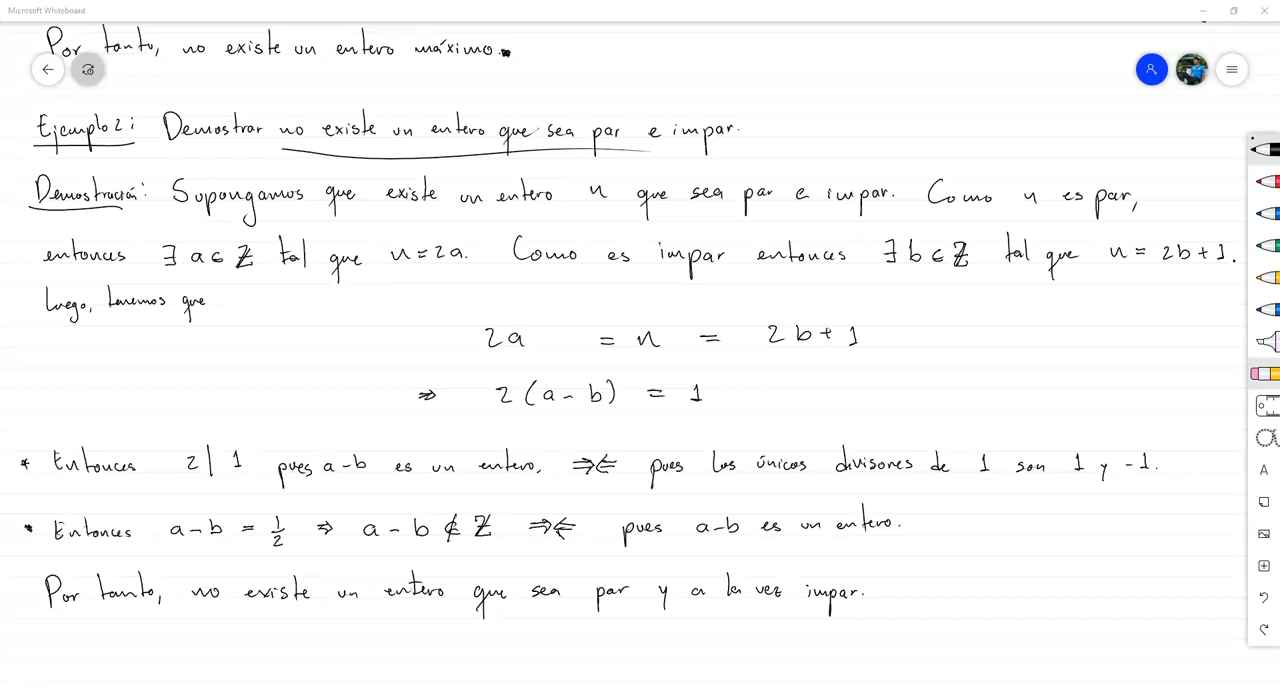 Microsoft Whiteboard
Por tanto, no existe un entero máximo.
Ejemplo 2: Demostrar no existe un entero que sea par e impar.
Demostración: Supongamos que existe un entero n que sea par e impar. Como n es par,
entonces ∃ a ∈ ℤ tal que n = 2a. Como es impar entonces ∃ b ∈ ℤ tal que n = 2b + 1.
luego, tenemos que
2a = n = 2b + 1
⇒ 2(a - b) = 1
* Entonces 2 | 1 pues a-b es un entero. ⇒⇐ pues los únicos divisores de 1 son 1 y -1.
* Entonces a-b = 1/2 ⇒ a - b ∉ ℤ ⇒⇐ pues a-b es un entero.
Por tanto, no existe un entero que sea par y a la vez impar.
A